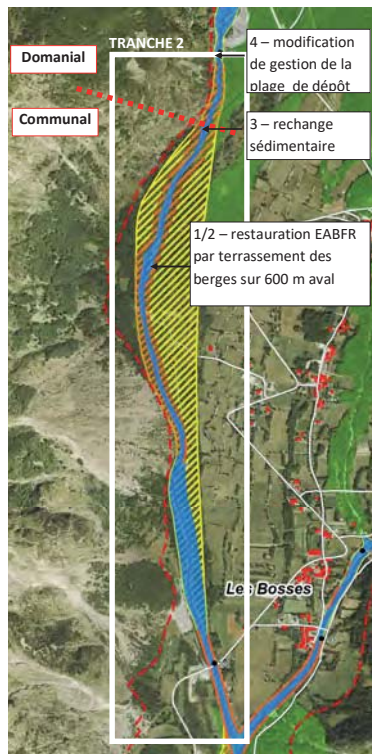 TRANCHE 2
4 – modification
de gestion de la
plage de dépôt
Domanial
Communal
3 – rechange
sédimentaire
1/2 – restauration EABFR
par terrassement des
berges sur 600 m aval
Les Bosses